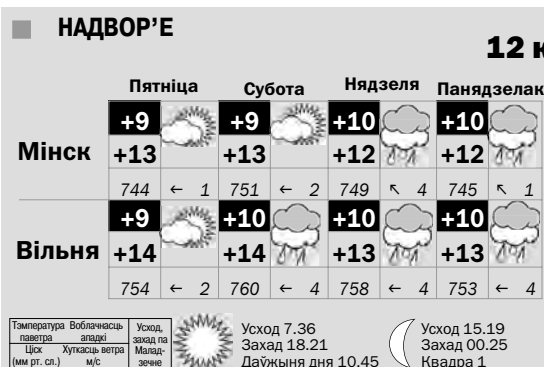 НАДВОР’Е
12 к
Пятніца Субота Нядзеля Панядзелак
+9 +9 +10 +10
Мінск +13 +13 +12 +12
744 ← 1 751 ← 2 749 ↖ 4 745 ↖ 1
+9 +10 +10 +10
Вільня +14 +14 +13 +13
754 ← 2 760 ← 4 758 ← 4 753 ← 4
Тэмпература паветра Воблачнасць ападкі Усход, захад па Маладзечне
Ціск (мм рт. сл.) Хуткасць ветра м/с
Усход 7.36
Захад 18.21
Даўжыня дня 10.45
Усход 15.19
Захад 00.25
Квадра 1